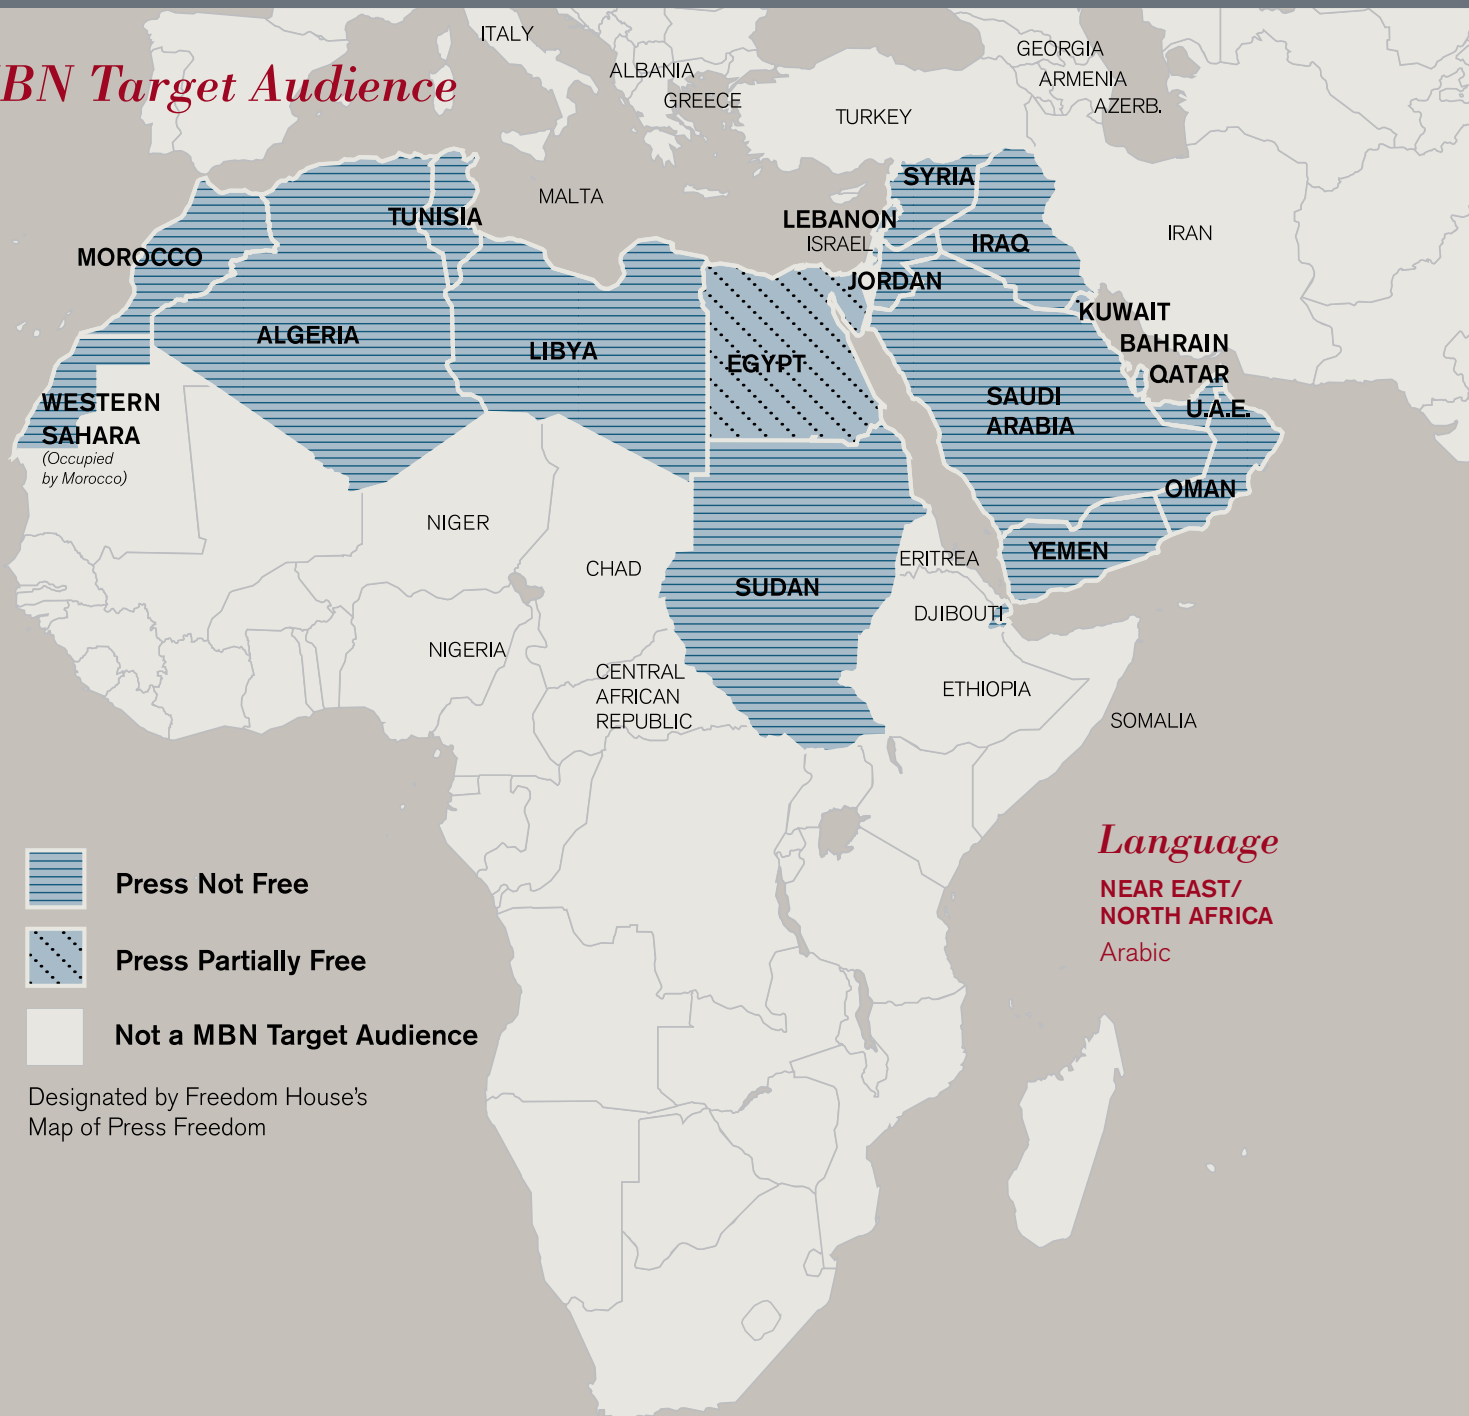 BN Target Audience
ITALY
ALBANIA
GREECE
TURKEY
GEORGIA
ARMENIA
AZERB.
MALTA
SYRIA
LEBANON
ISRAEL
IRAQ
IRAN
JORDAN
TUNISIA
MOROCCO
ALGERIA
LIBYA
EGYPT
KUWAIT
BAHRAIN
QATAR
U.A.E.
SAUDI
ARABIA
OMAN
YEMEN
WESTERN
SAHARA
(Occupied
by Morocco)
NIGER
CHAD
SUDAN
ERITREA
DJIBOUTI
NIGERIA
CENTRAL
AFRICAN
REPUBLIC
ETHIOPIA
SOMALIA
Press Not Free
Press Partially Free
Not a MBN Target Audience
Designated by Freedom House's
Map of Press Freedom
Language
NEAR EAST/
NORTH AFRICA
Arabic